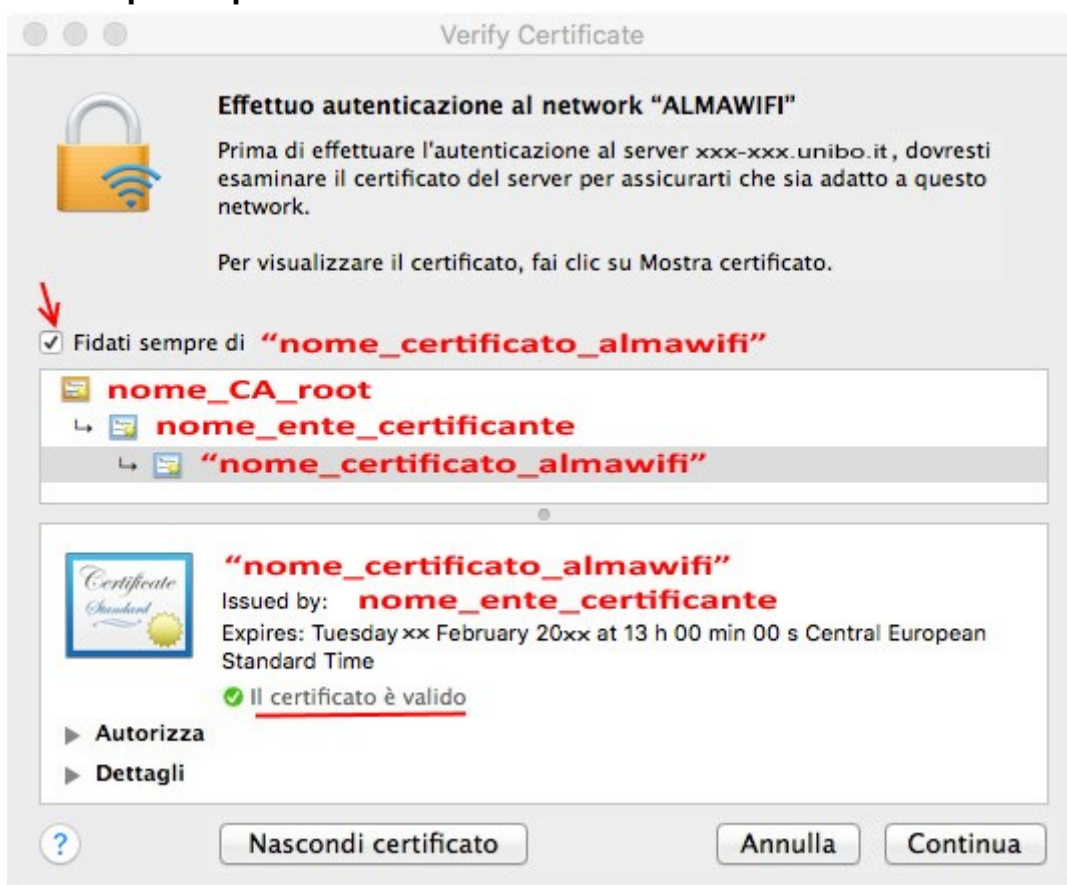 Verify Certificate
Effettuo autenticazione al network “ALMAWIFI”
Prima di effettuare l'autenticazione al server xxx-xxx.unibo.it, dovresti
esaminare il certificato del server per assicurarti che sia adatto a questo
network.
Per visualizzare il certificato, fai clic su Mostra certificato.
Fidati sempre di “nome_certificato_almawifi”
nome_CA_root
nome_ente_certificante
“nome_certificato_almawifi”
Certificate
Standard
“nome_certificato_almawifi”
Issued by: nome_ente_certificante
Expires: Tuesday xx February 20xx at 13 h 00 min 00 s Central European
Standard Time
Il certificato è valido
Autorizza
Dettagli
? Nascondi certificato Annulla Continua